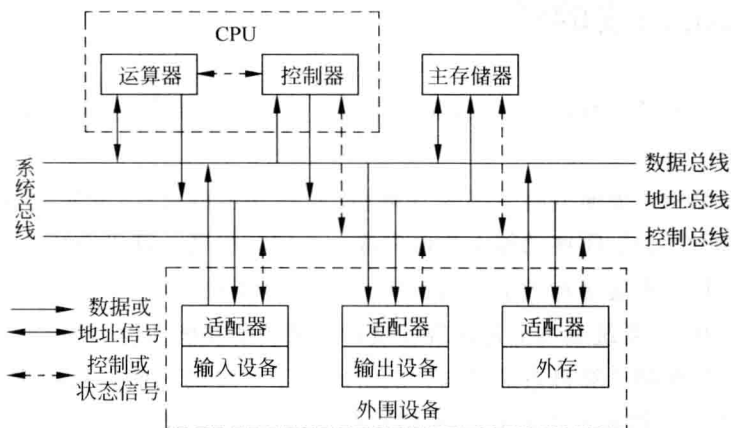 CPU
运算器
控制器
主存储器
系统总线
数据总线
地址总线
控制总线
数据或
地址信号
控制或
状态信号
适配器
输入设备
适配器
输出设备
适配器
外存
外围设备